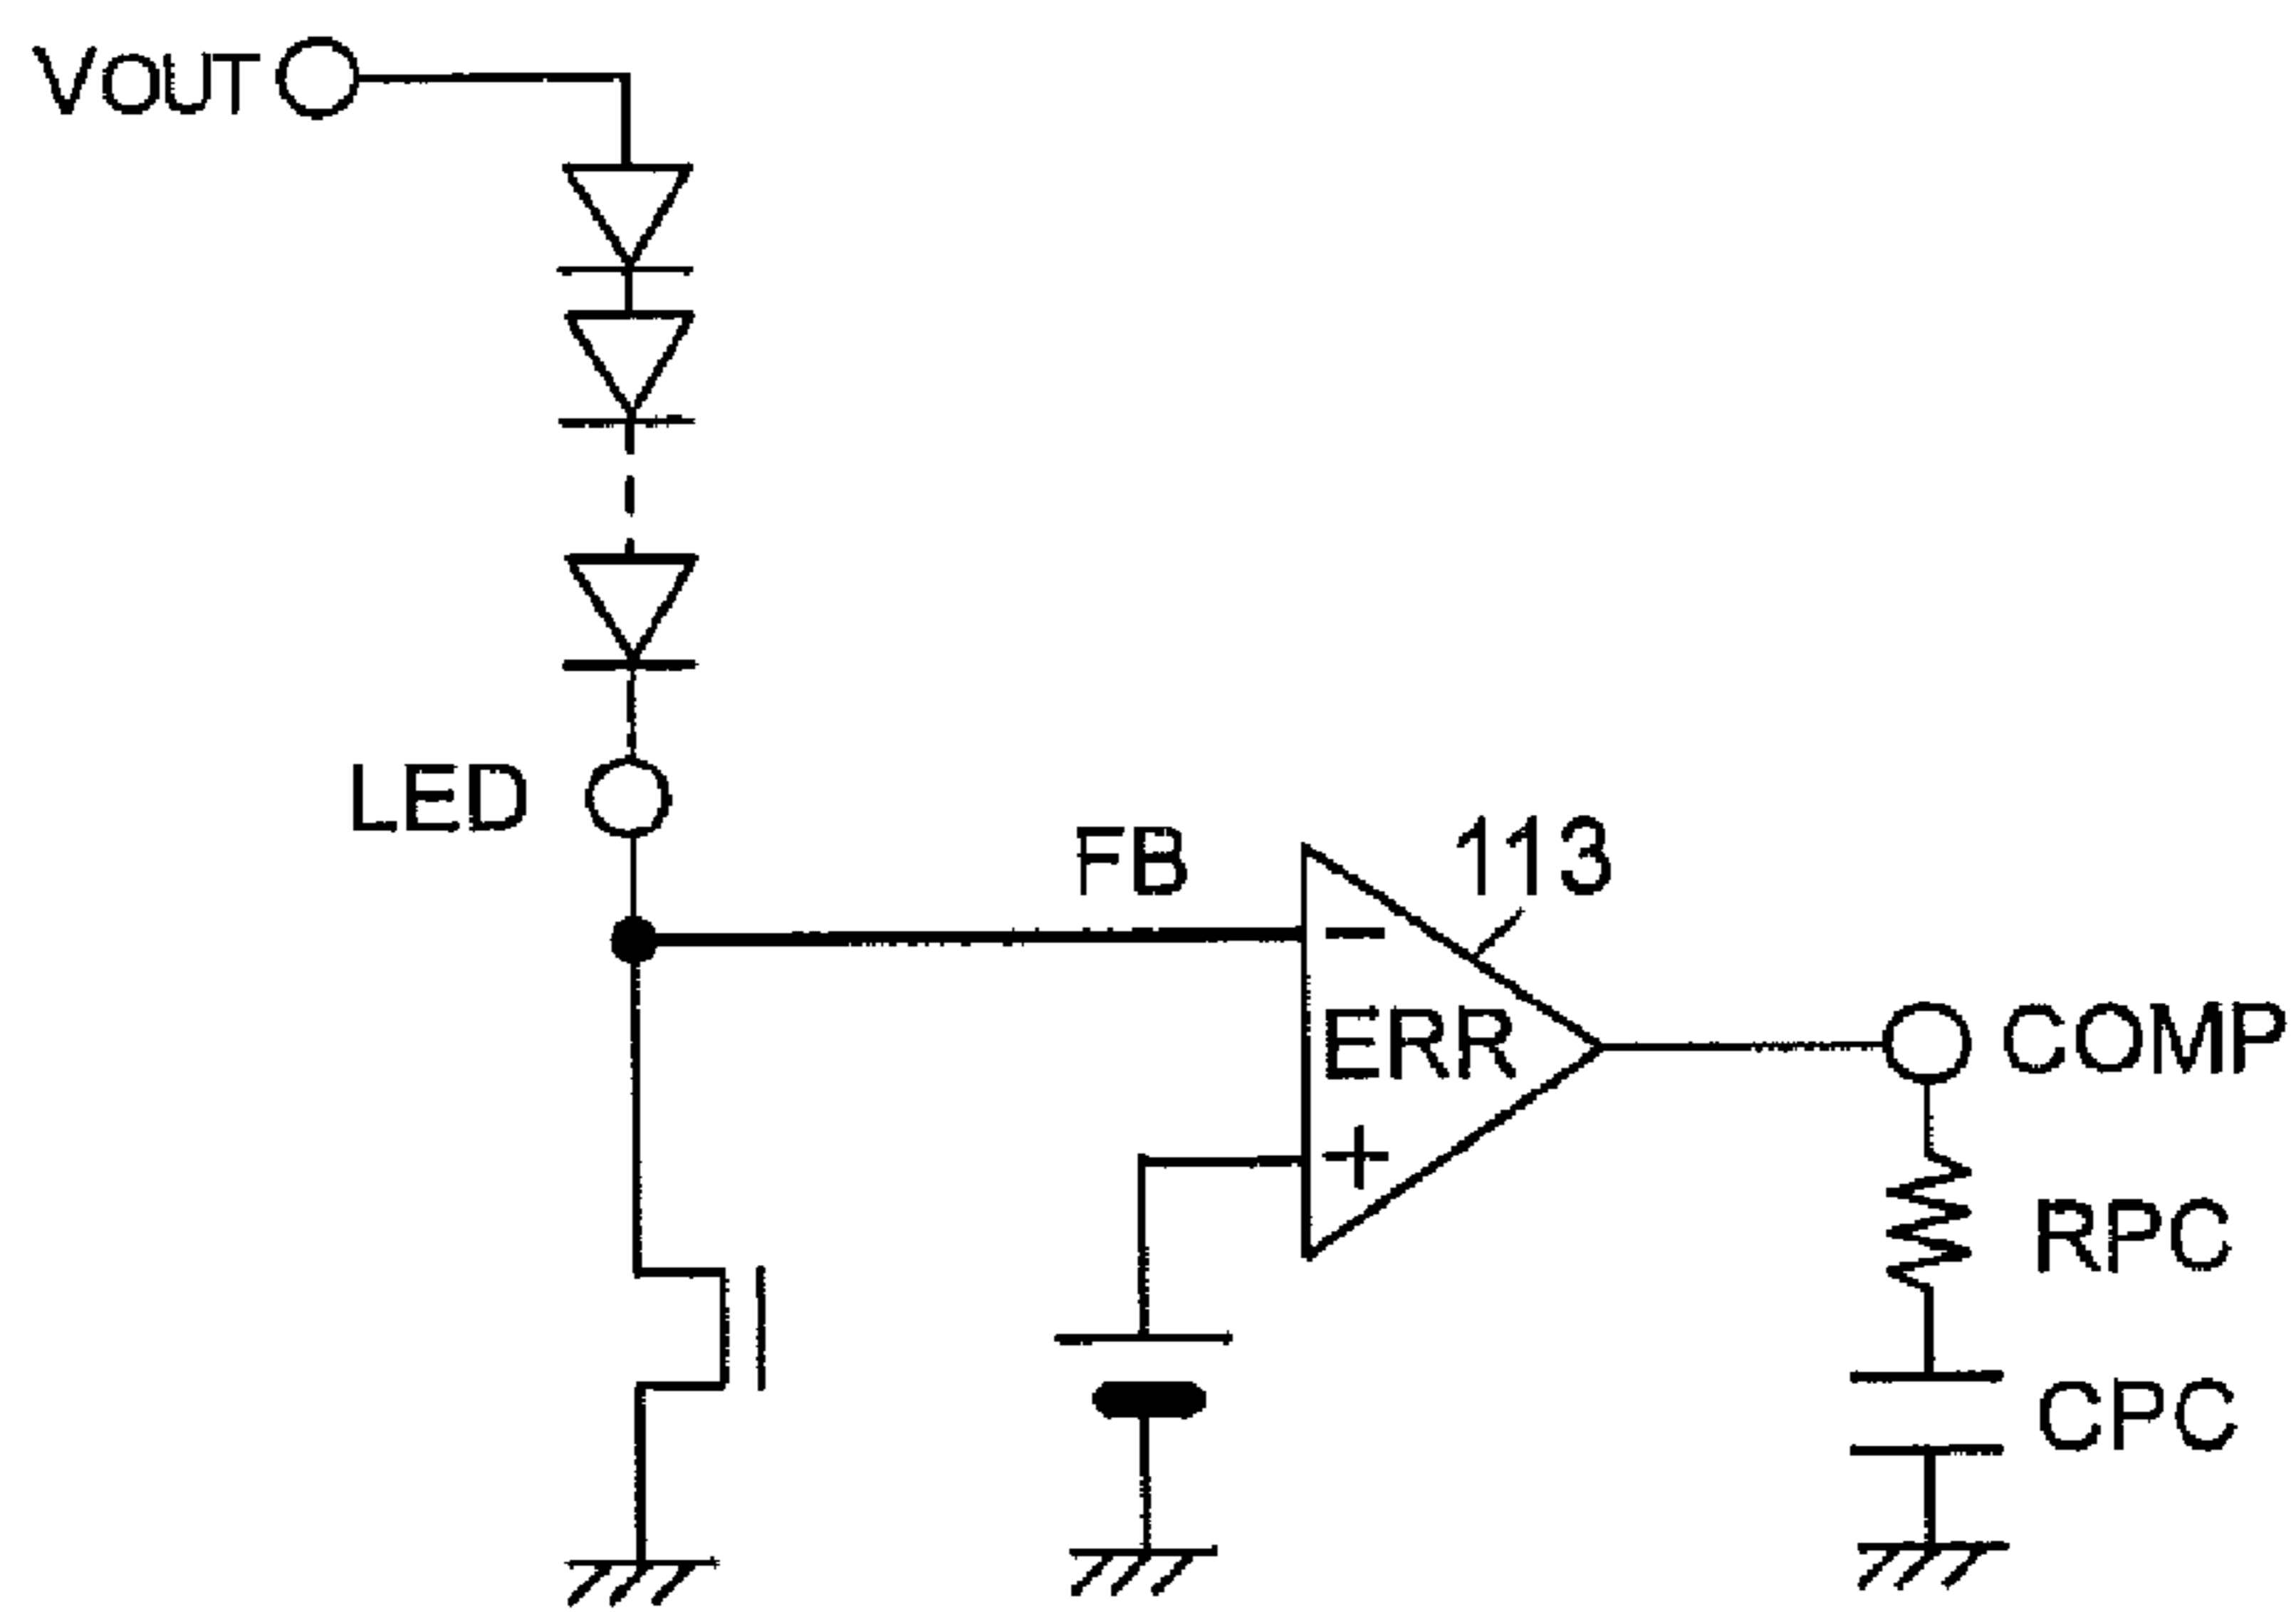 VOUT
LED
FB
113
−
ERR
+
COMP
RPC
CPC